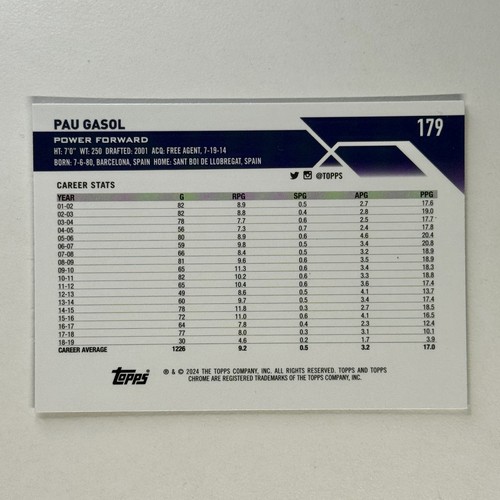 PAU GASOL
179
POWER FORWARD
HT: 7'0" WT: 250 DRAFTED: 2001 ACQ: FREE AGENT, 7-19-14
BORN: 7-6-80, BARCELONA, SPAIN HOME: SANT BOI DE LLOBREGAT, SPAIN
@TOPPS
CAREER STATS
YEAR G RPG SPG APG PPG
01-02 82 8.9 0.5 2.7 17.6
02-03 82 8.8 0.4 2.8 19.0
03-04 78 7.7 0.6 2.5 17.7
04-05 56 7.3 0.7 2.4 17.8
05-06 80 8.9 0.6 4.6 20.4
06-07 59 9.8 0.5 3.4 20.8
07-08 66 8.4 0.5 3.2 18.9
08-09 81 9.6 0.6 3.5 18.9
09-10 65 11.3 0.6 3.4 18.3
10-11 82 10.2 0.6 3.3 18.8
11-12 65 10.4 0.6 3.6 17.4
12-13 49 8.6 0.5 4.1 13.7
13-14 60 9.7 0.5 3.4 17.4
14-15 78 11.8 0.3 2.7 18.5
15-16 72 11.0 0.6 4.1 16.5
16-17 64 7.8 0.4 2.3 12.4
17-18 77 8.0 0.3 3.1 10.1
18-19 30 4.6 0.2 1.7 3.9
CAREER AVERAGE 1226 9.2 0.5 3.2 17.0
Topps
® & © 2024 THE TOPPS COMPANY, INC. ALL RIGHTS RESERVED. TOPPS AND TOPPS
CHROME ARE REGISTERED TRADEMARKS OF THE TOPPS COMPANY, INC.